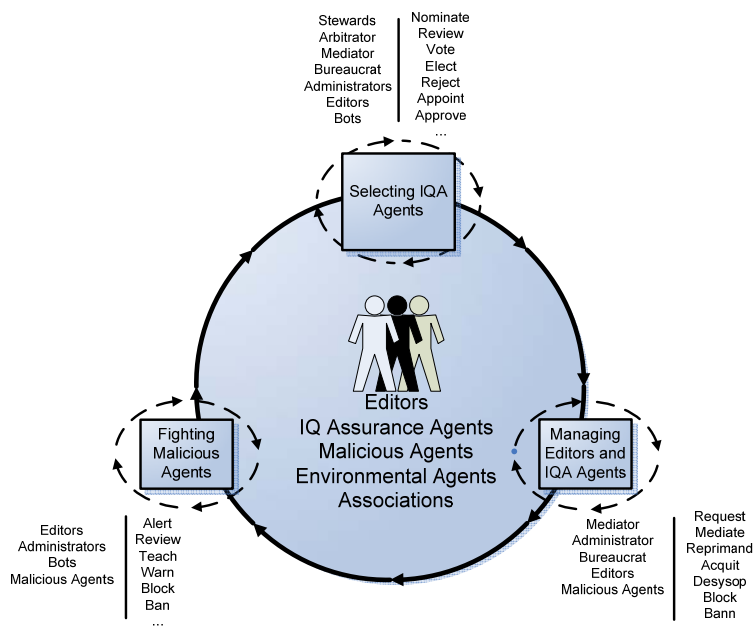 Stewards
Arbitrator
Mediator
Bureaucrat
Administrators
Editors
Bots
Nominate
Review
Vote
Elect
Reject
Appoint
Approve
...
Selecting IQA
Agents
Editors
IQ Assurance Agents
Malicious Agents
Environmental Agents
Associations
Fighting
Malicious
Agents
Managing
Editors and
IQA Agents
Editors
Administrators
Bots
Malicious Agents
Alert
Review
Teach
Warn
Block
Ban
...
Mediator
Administrator
Bureaucrat
Editors
Malicious Agents
Request
Mediate
Reprimand
Acquit
Desysop
Block
Bann